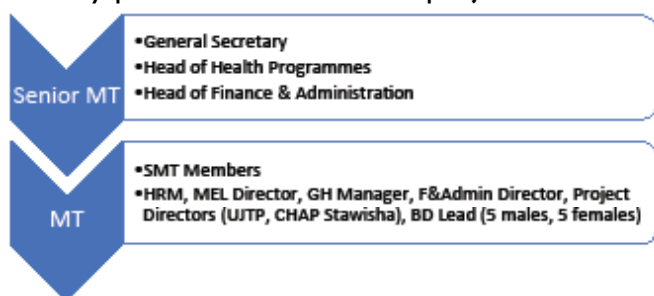 Senior MT
•General Secretary
•Head of Health Programmes
•Head of Finance & Administration
MT
•SMT Members
•HRM, MEL Director, GH Manager, F&Admin Director, Project
Directors (UJTP, CHAP Stawisha), BD Lead (5 males, 5 females)